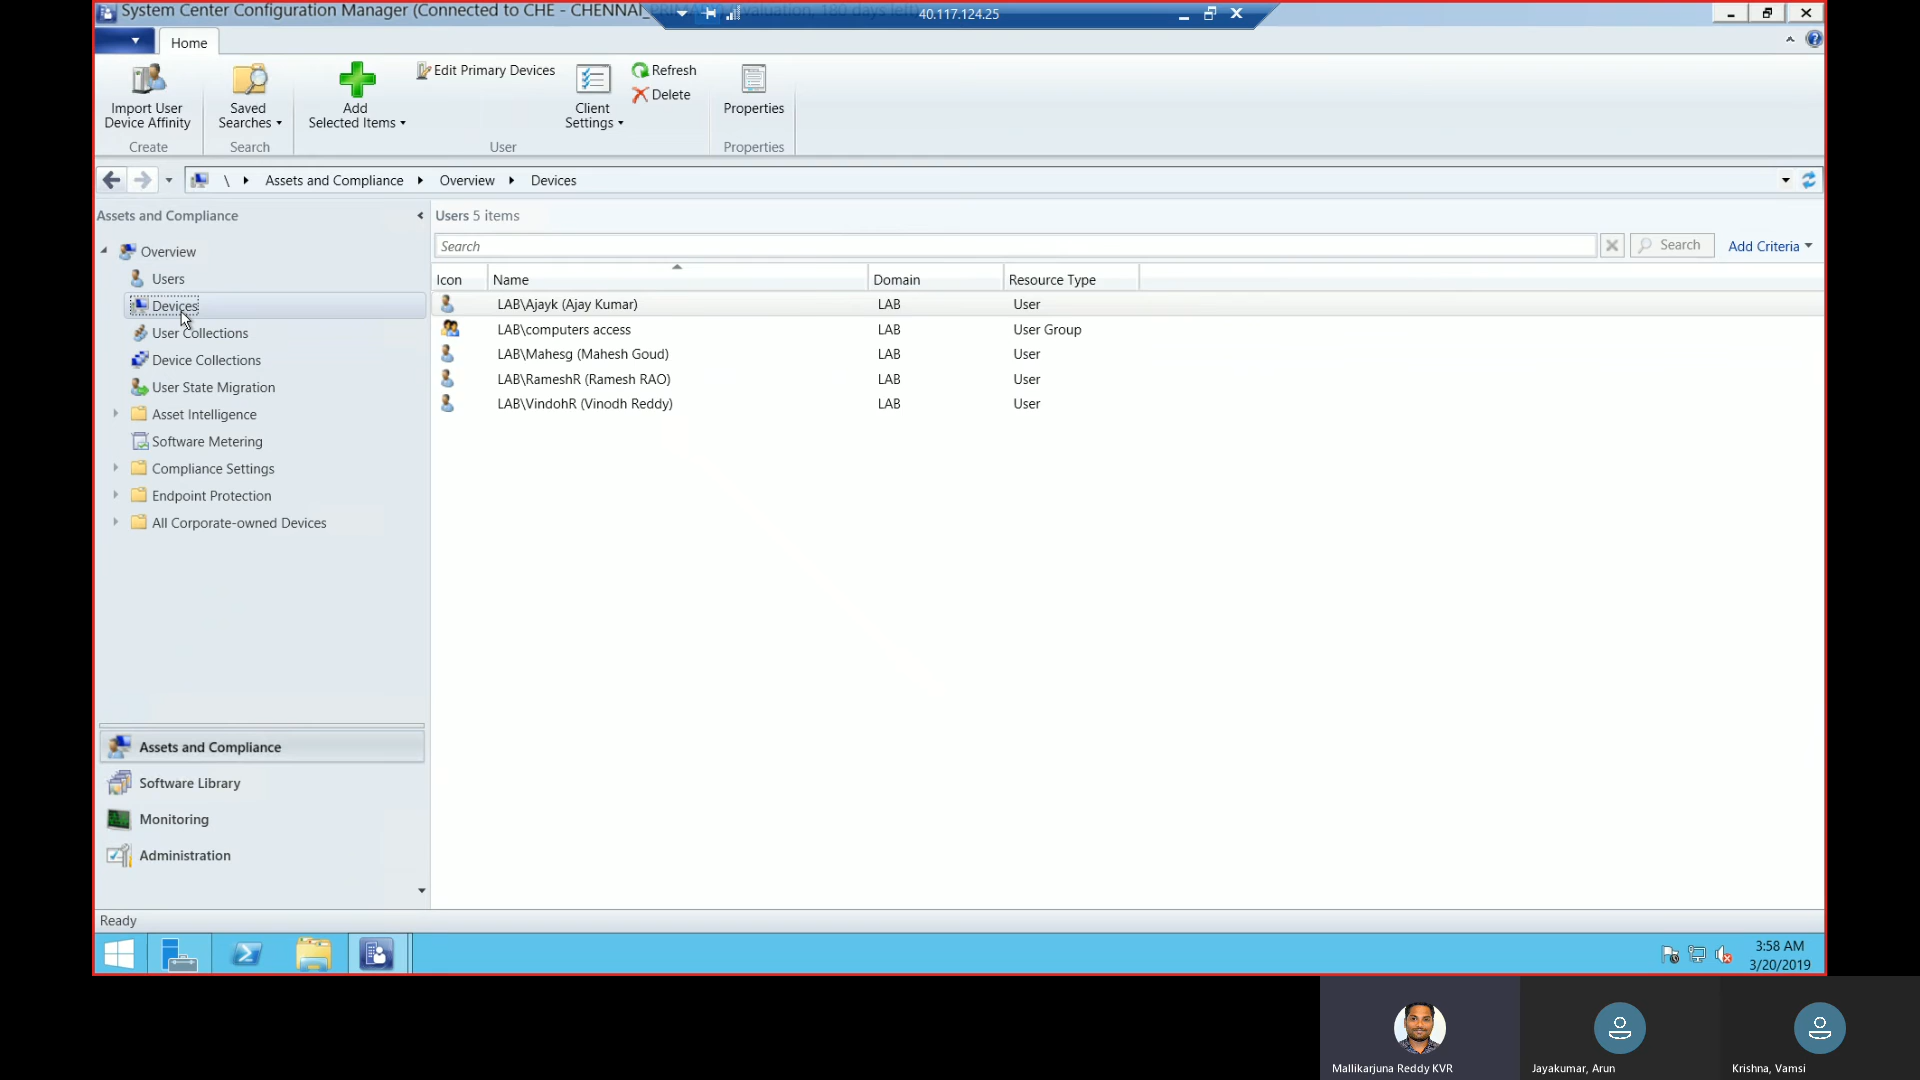 System Center Configuration Manager (Connected to CHE - CHENNAI_
40.117.124.25
Home
Import User
Device Affinity
Create
Saved
Searches
Search
Add
Selected Items
Edit Primary Devices
Client
Settings
Refresh
Delete
User
Properties
Properties
\ Assets and Compliance Overview Devices
Assets and Compliance
Overview
Users
Devices
User Collections
Device Collections
User State Migration
Asset Intelligence
Software Metering
Compliance Settings
Endpoint Protection
All Corporate-owned Devices
Assets and Compliance
Software Library
Monitoring
Administration
Users 5 items
Search
Search
Add Criteria
Icon Name Domain Resource Type
LAB\Ajayk (Ajay Kumar) LAB User
LAB\computers access LAB User Group
LAB\Mahesg (Mahesh Goud) LAB User
LAB\RameshR (Ramesh RAO) LAB User
LAB\VindohR (Vinodh Reddy) LAB User
Ready
3:58 AM
3/20/2019
Mallikarjuna Reddy KVR
Jayakumar, Arun
Krishna, Vamsi